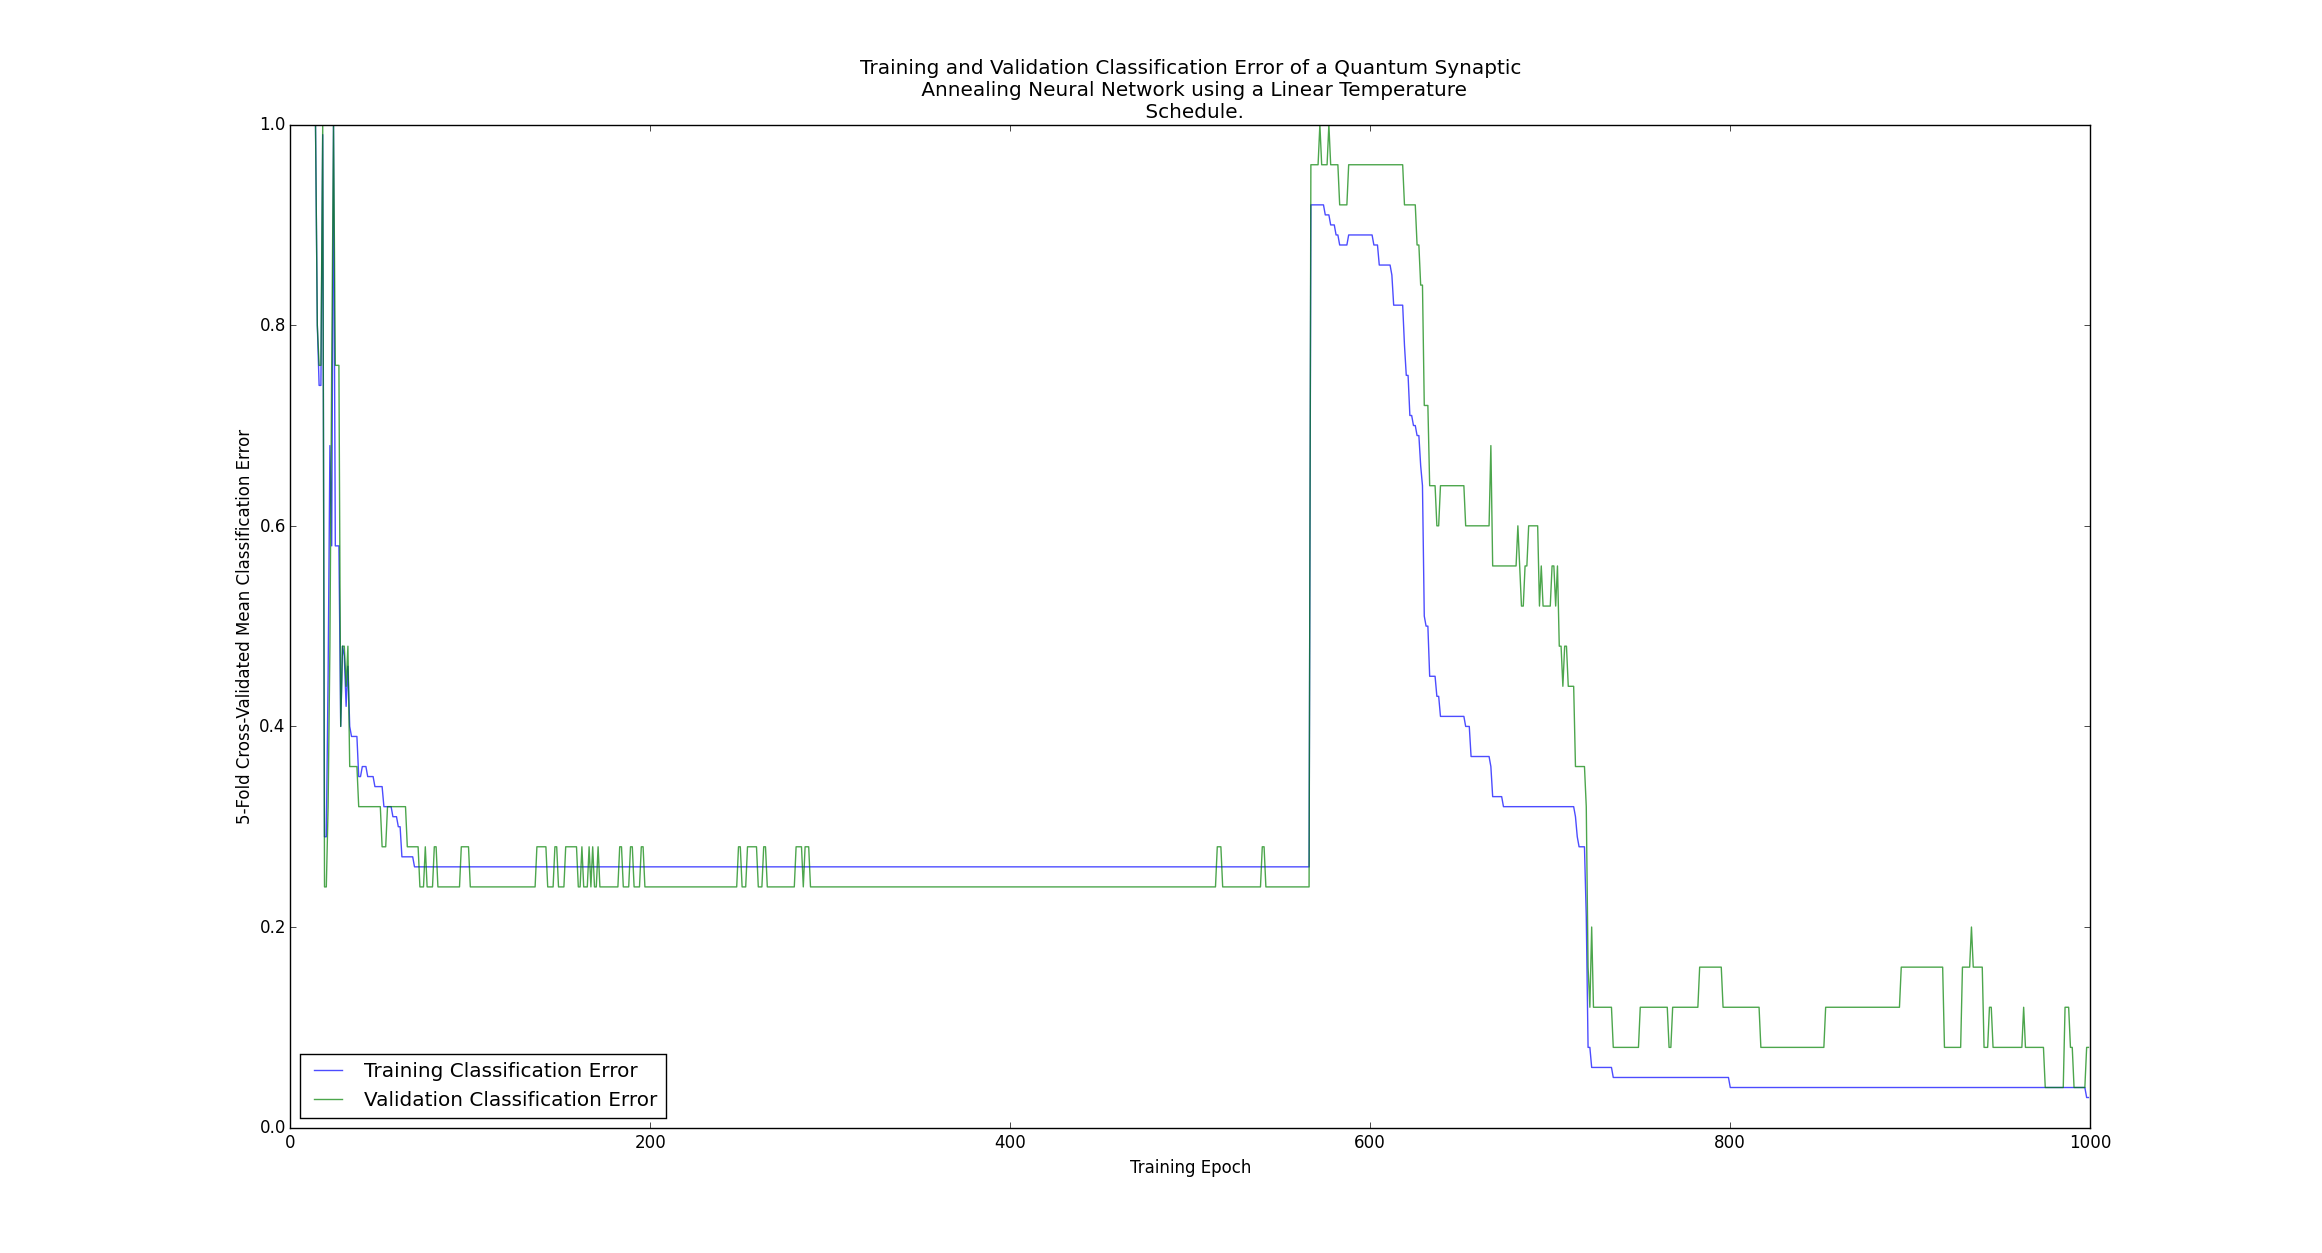 Training and Validation Classification Error of a Quantum Synaptic
Annealing Neural Network using a Linear Temperature
Schedule.
5-Fold Cross-Validated Mean Classification Error
1.0
0.8
0.6
0.4
0.2
0.0
Training Classification Error
Validation Classification Error
0 200 400 600 800 1000
Training Epoch